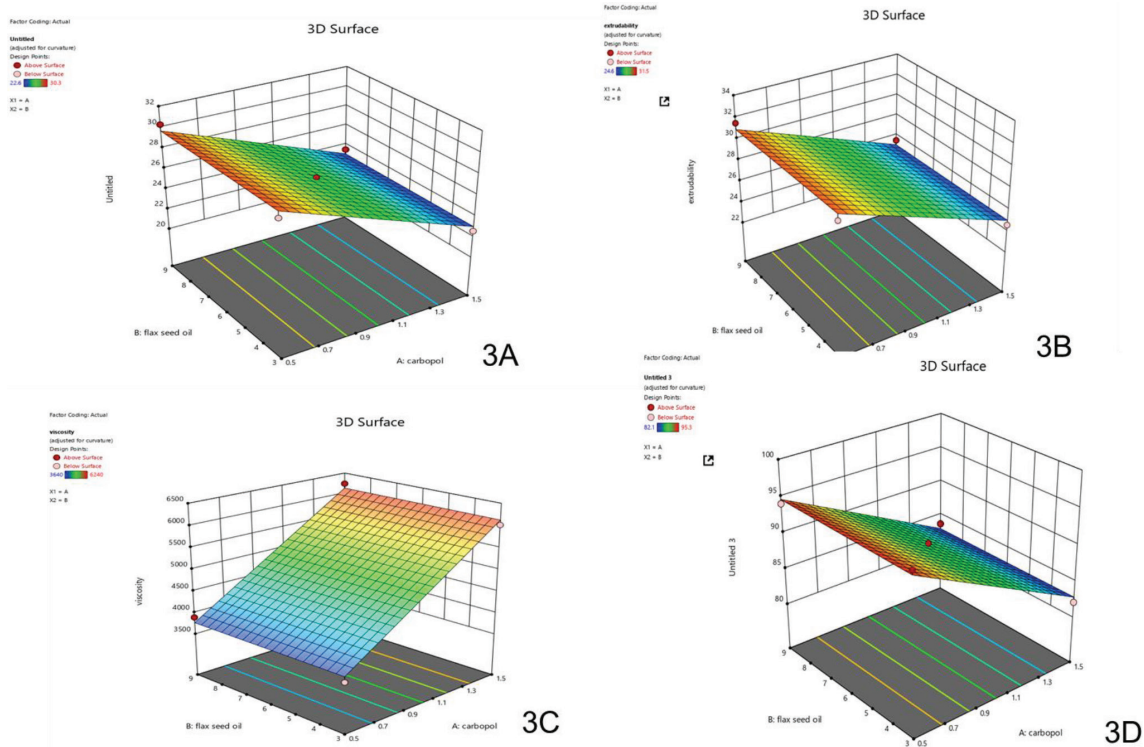 Factor Coding: Actual
3D Surface
Untitled
(adjusted for curvature)
Design Points:
Above Surface
Below Surface
22.8 30.3
X1 = A
X2 = B
32
30
28
26
24
22
20
Untitled
9
8
7
6
5
4
3
B: flax seed oil
0.5
0.7
0.9
1.1
1.3
1.5
A: carbopol
3A
Factor Coding: Actual
3D Surface
extrudability
(adjusted for curvature)
Design Points:
Above Surface
Below Surface
24.6 31.5
X1 = A
X2 = B
34
32
30
28
26
24
22
extrudability
9
8
7
6
5
4
B: flax seed oil
0.7
0.9
1.1
1.3
1.5
A: carbopol
3B
Factor Coding: Actual
3D Surface
viscosity
(adjusted for curvature)
Design Points:
Above Surface
Below Surface
3640 6240
X1 = A
X2 = B
6500
6000
5500
5000
4500
4000
3500
viscosity
9
8
7
6
5
4
3
B: flax seed oil
0.5
0.7
0.9
1.1
1.3
1.5
A: carbopol
3C
Factor Coding: Actual
3D Surface
Untitled 3
(adjusted for curvature)
Design Points:
Above Surface
Below Surface
82.1 95.3
X1 = A
X2 = B
100
95
90
85
80
Untitled 3
9
8
7
6
5
4
3
B: flax seed oil
0.5
0.7
0.9
1.1
1.3
1.5
A: carbopol
3D